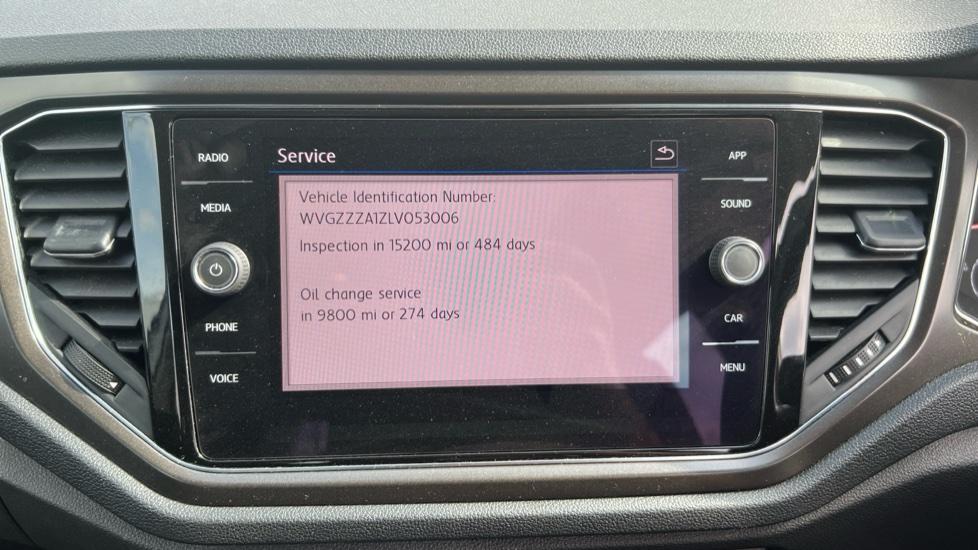 RADIO
MEDIA
PHONE
VOICE
Service
Vehicle Identification Number:
WVGZZZA1ZLV053006
Inspection in 15200 mi or 484 days
Oil change service
in 9800 mi or 274 days
APP
SOUND
CAR
MENU